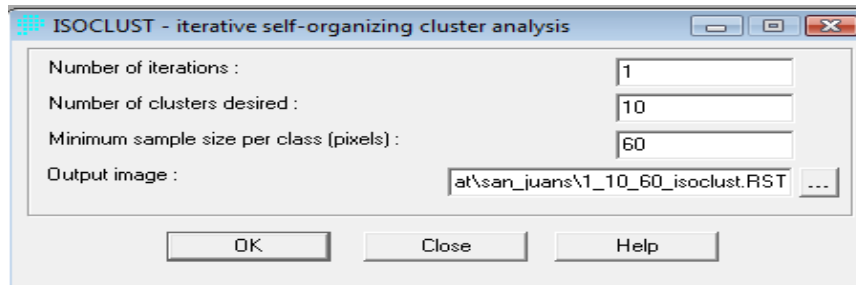 ISOCLUST - iterative self-organizing cluster analysis
Number of iterations : 1
Number of clusters desired : 10
Minimum sample size per class (pixels) : 60
Output image : at\san_juans\1_10_60_isoclust.RST ...
OK Close Help